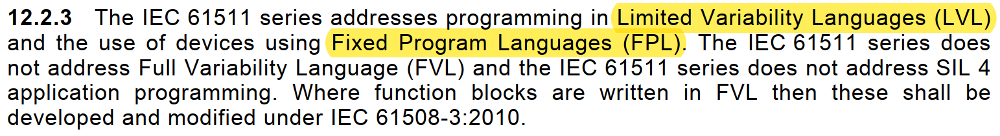 12.2.3 The IEC 61511 series addresses programming in Limited Variability Languages (LVL)
and the use of devices using Fixed Program Languages (FPL). The IEC 61511 series does
not address Full Variability Language (FVL) and the IEC 61511 series does not address SIL 4
application programming. Where function blocks are written in FVL then these shall be
developed and modified under IEC 61508-3:2010.